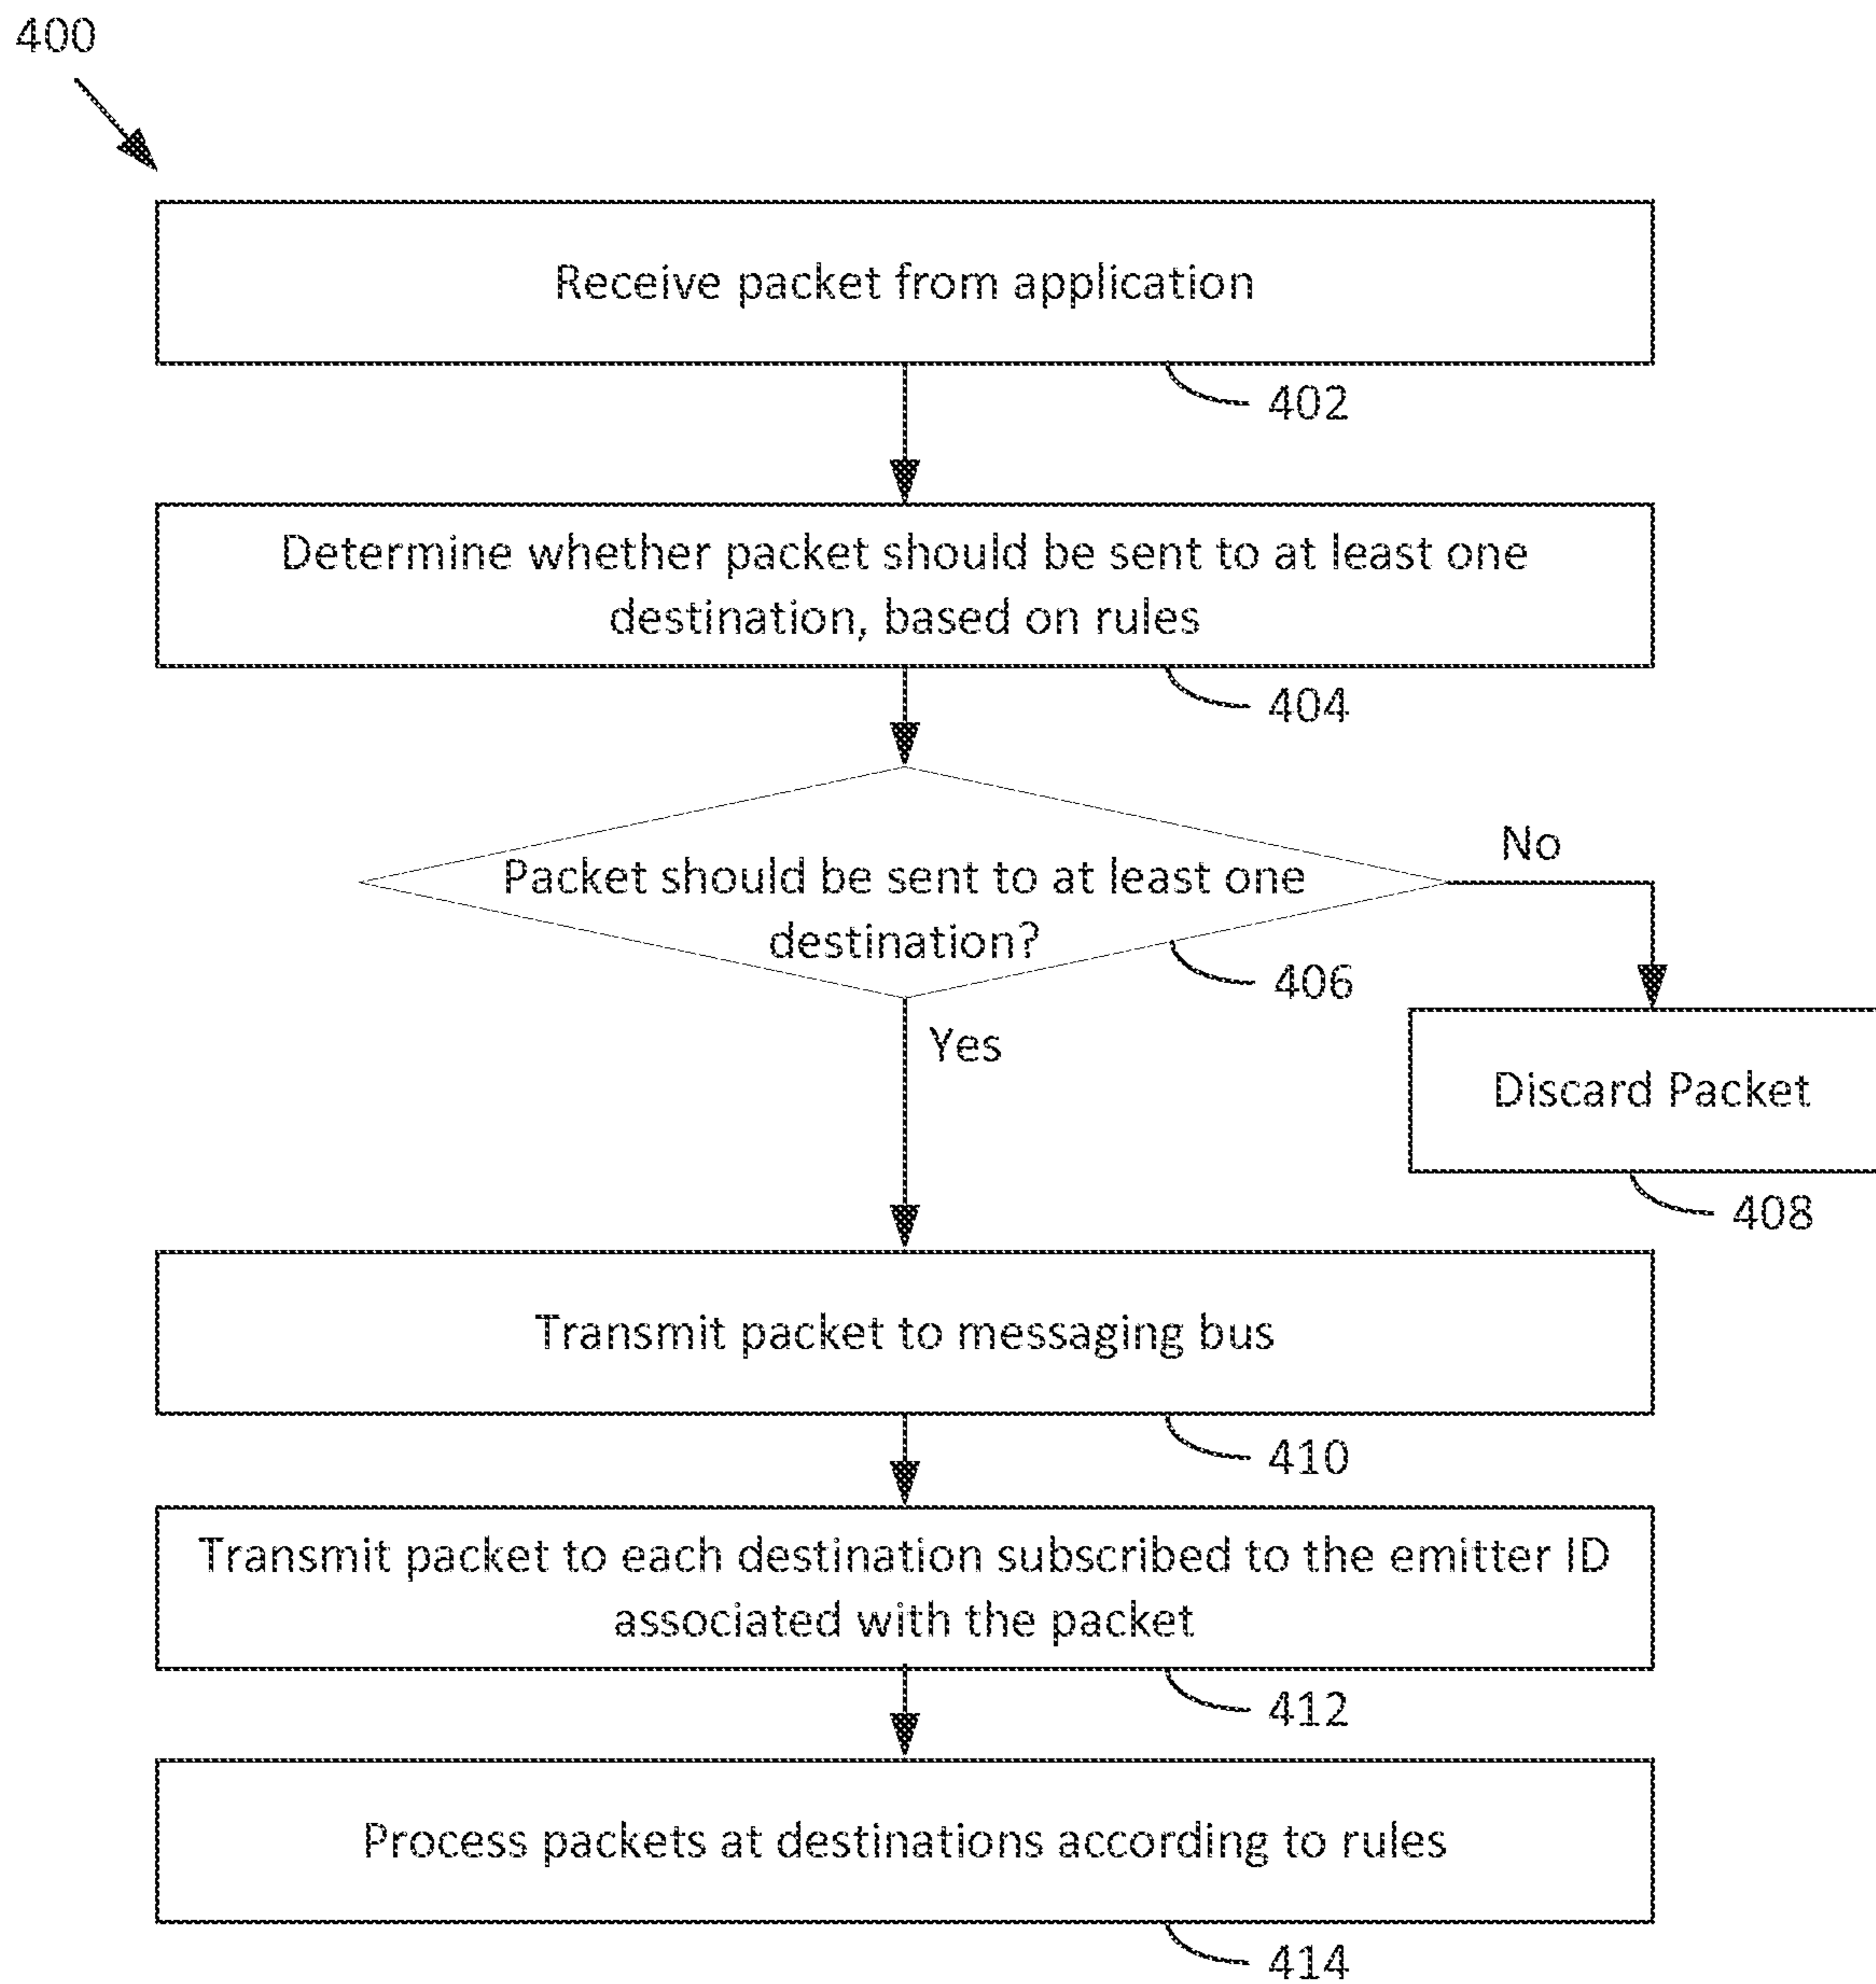 400
Receive packet from application
402
Determine whether packet should be sent to at least one
destination, based on rules
404
No
Packet should be sent to at least one
destination?
406
Yes
Discard Packet
408
Transmit packet to messaging bus
410
Transmit packet to each destination subscribed to the emitter ID
associated with the packet
412
Process packets at destinations according to rules
414